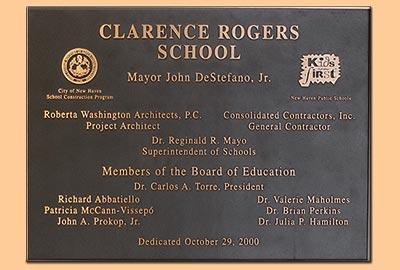 CLARENCE ROGERS
SCHOOL
Mayor John DeStefano, Jr.
City of New Haven
School Construction Program
Kids
First
New Haven Public Schools
Roberta Washington Architects, P.C.
Project Architect
Consolidated Contractors, Inc.
General Contractor
Dr. Reginald R. Mayo
Superintendent of Schools
Members of the Board of Education
Dr. Carlos A. Torre, President
Richard Abbatiello
Patricia McCann-Vissepó
John A. Prokop, Jr.
Dr. Valerie Maholmes
Dr. Brian Perkins
Dr. Julia P. Hamilton
Dedicated October 29, 2000